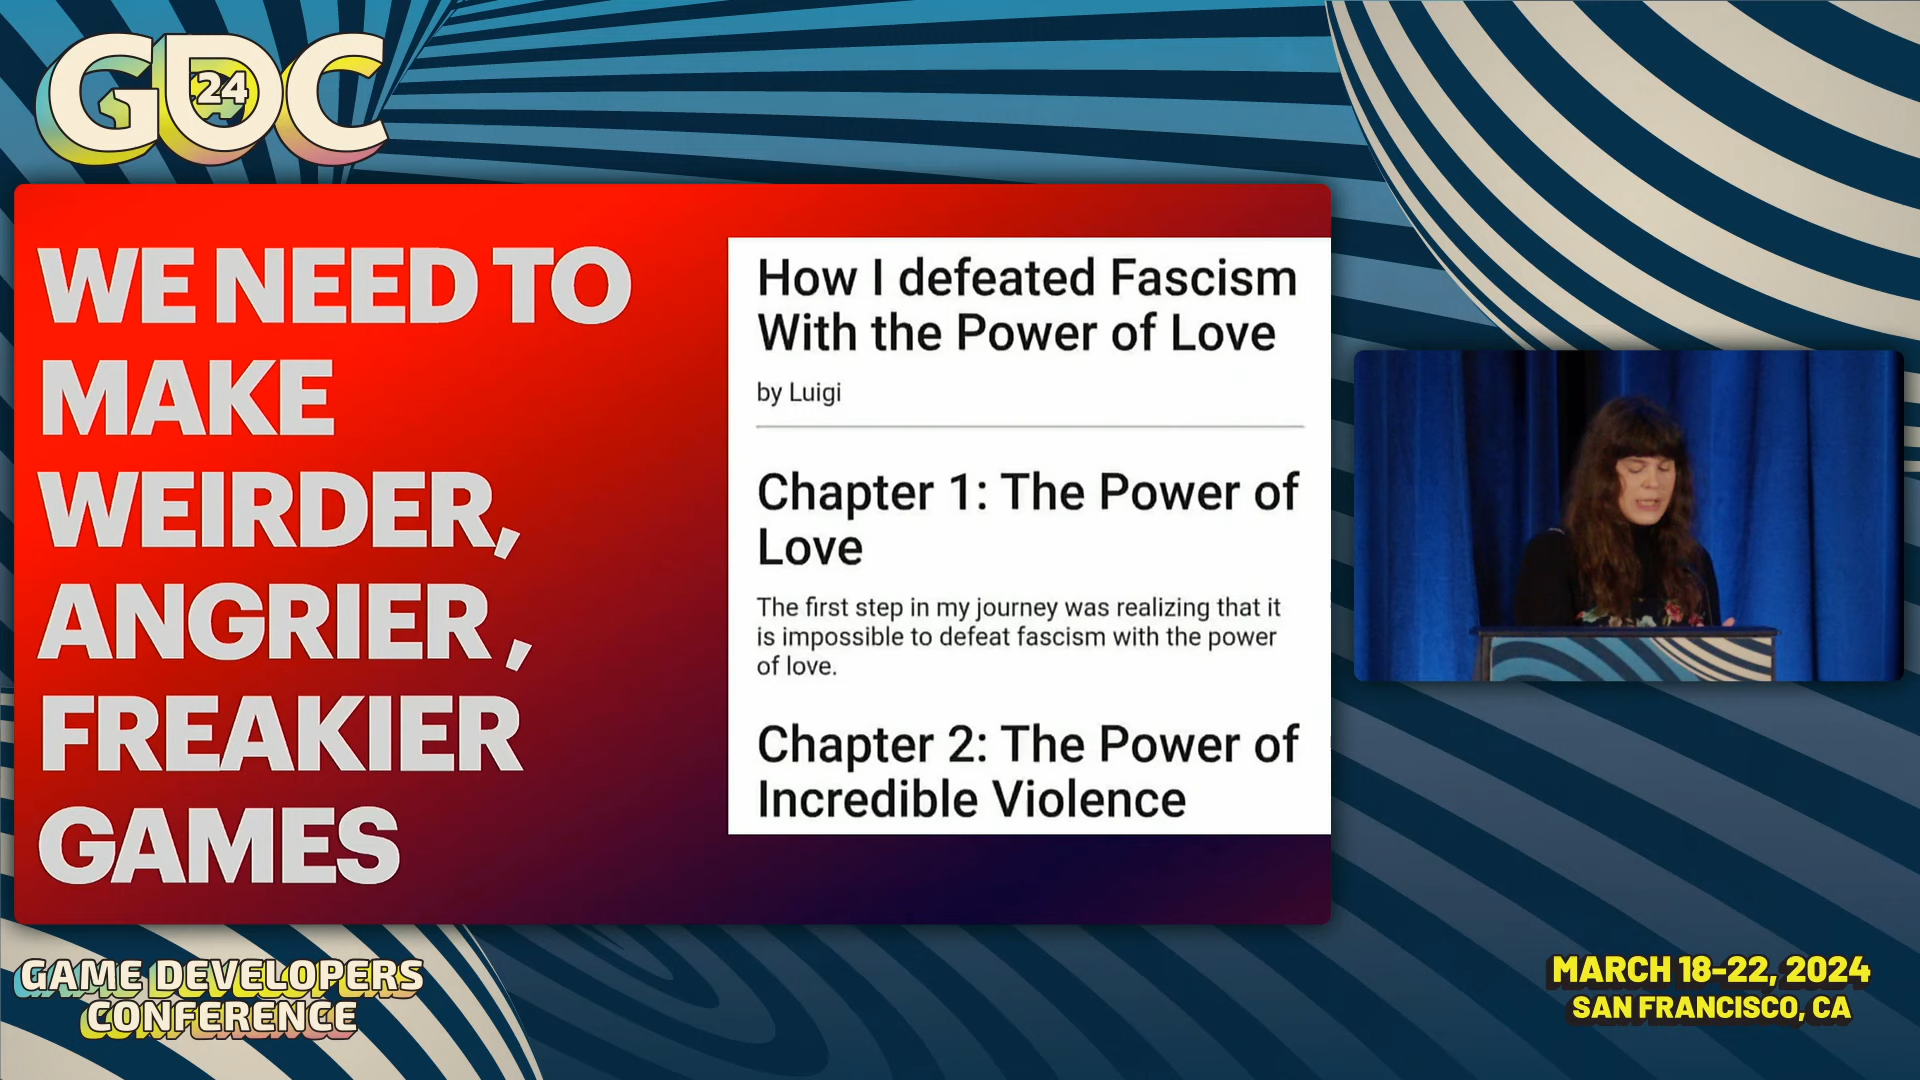 GDC
24
WE NEED TO
MAKE
WEIRDER,
ANGRIER,
FREAKIER
GAMES
How I defeated Fascism
With the Power of Love
by Luigi
Chapter 1: The Power of
Love
The first step in my journey was realizing that it
is impossible to defeat fascism with the power
of love.
Chapter 2: The Power of
Incredible Violence
GAME DEVELOPERS
CONFERENCE
MARCH 18-22, 2024
SAN FRANCISCO, CA